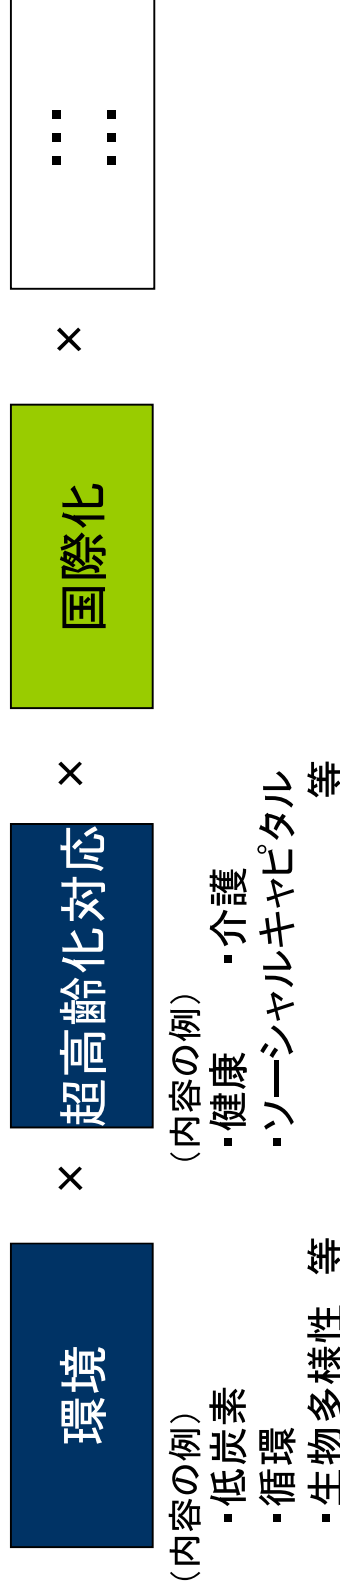 環境
×
超高齢化対応
×
国際化
×
……
……
（内容の例）
・低炭素
・循環
・生物多様性 等
（内容の例）
・健康 ・介護
・ソーシャルキャピタル
等